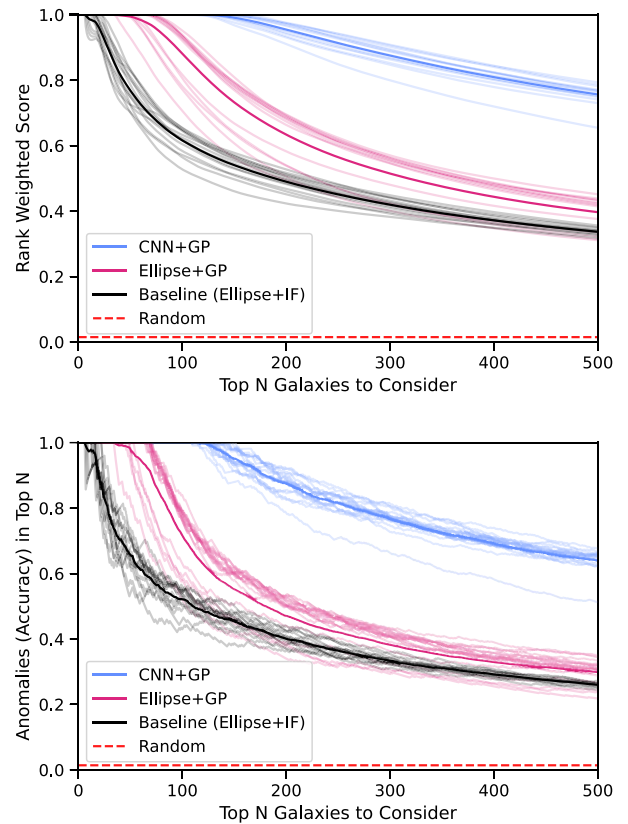 1.0
0.8
0.6
0.4
0.2
0.0
Rank Weighted Score
CNN+GP
Ellipse+GP
Baseline (Ellipse+IF)
Random
0 100 200 300 400 500
Top N Galaxies to Consider
1.0
0.8
0.6
0.4
0.2
0.0
Anomalies (Accuracy) in Top N
CNN+GP
Ellipse+GP
Baseline (Ellipse+IF)
Random
0 100 200 300 400 500
Top N Galaxies to Consider